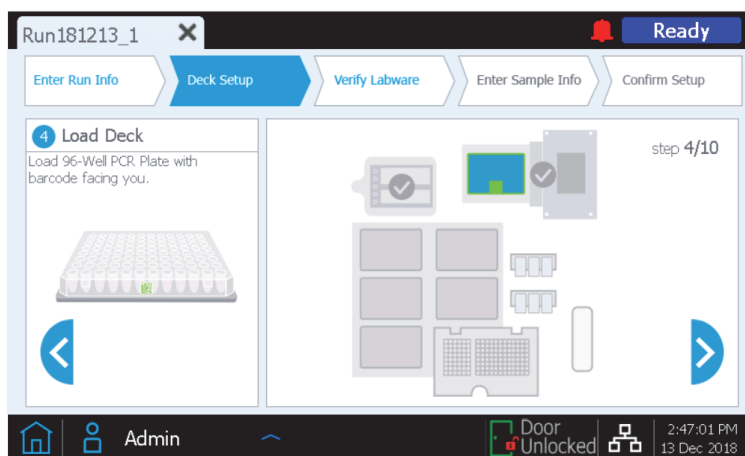 Run181213_1
Ready
Enter Run Info
Deck Setup
Verify Labware
Enter Sample Info
Confirm Setup
4 Load Deck
Load 96-Well PCR Plate with
barcode facing you.
step 4/10
Admin
Door
Unlocked
2:47:01 PM
13 Dec 2018